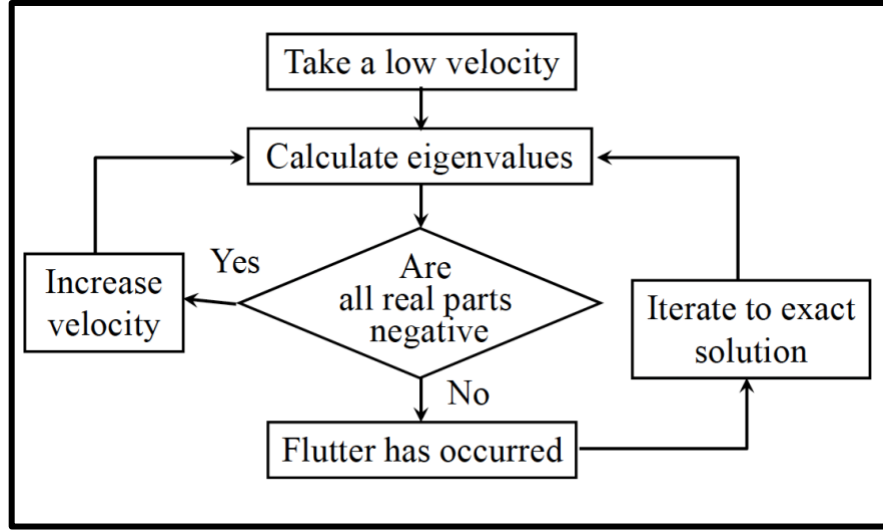 Take a low velocity
Calculate eigenvalues
Yes
Are
all real parts
negative
Increase
velocity
Iterate to exact
solution
No
Flutter has occurred